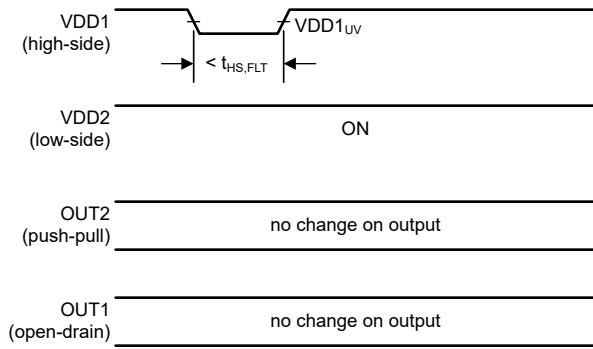 VDD1
(high-side)
VDD1UV
< tHS,FLT
VDD2
(low-side)
ON
OUT2
(push-pull)
no change on output
OUT1
(open-drain)
no change on output